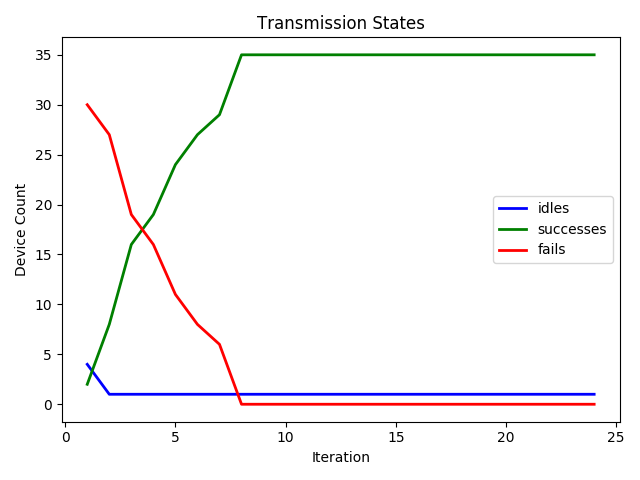 Transmission States
Device Count
35
30
25
20
15
10
5
0
idles
successes
fails
0 5 10 15 20 25
Iteration